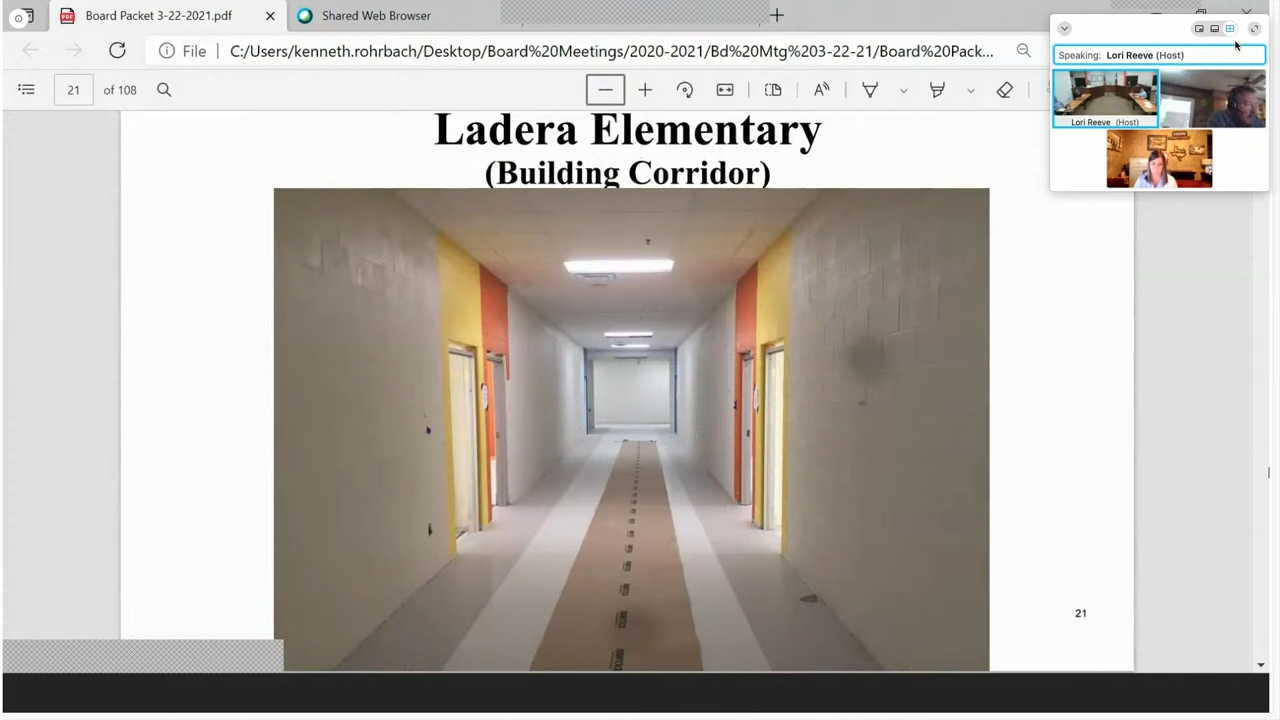 Board Packet 3-22-2021.pdf
Shared Web Browser
File
C:/Users/kenneth.rohrbach/Desktop/Board%20Meetings/2020-2021/Bd%20Mtg%203-22-21/Board%20Pack...
21 of 108
Speaking: Lori Reeve (Host)
Lori Reeve (Host)
Ladera Elementary
(Building Corridor)
21